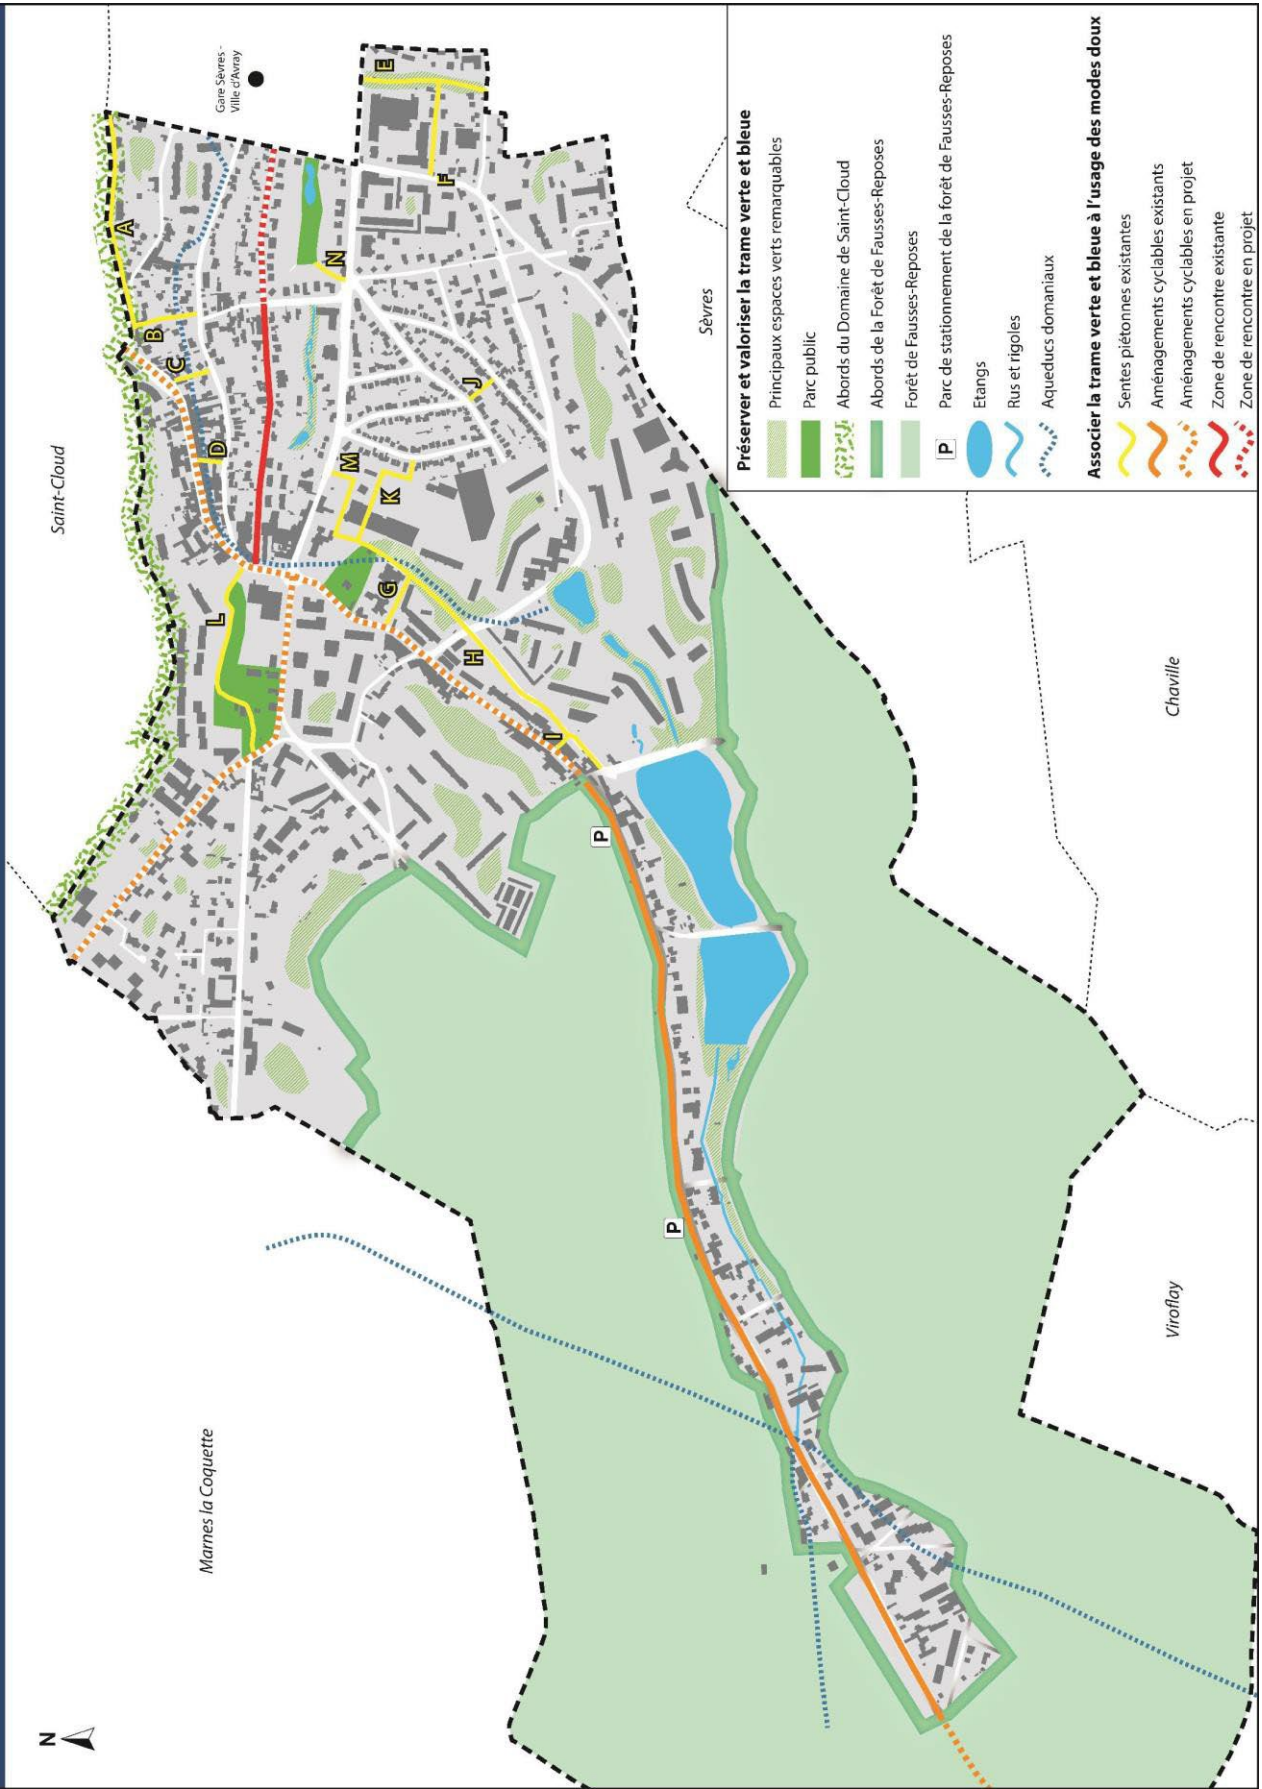 N
Saint-Cloud
Gare Sèvres -
Ville d'Avray
Marnes la Coquette
Sèvres
Chaville
Viroflay
A
B
C
D
E
F
G
H
I
J
K
L
M
N
P
P
Préserver et valoriser la trame verte et bleue
Principaux espaces verts remarquables
Parc public
Abords du Domaine de Saint-Cloud
Abords de la Forêt de Fausses-Reposes
Forêt de Fausses-Reposes
P Parc de stationnement de la forêt de Fausses-Reposes
Etangs
Rus et rigoles
Aqueducs domaniaux
Associer la trame verte et bleue à l'usage des modes doux
Sentes piétonnes existantes
Aménagements cyclables existants
Aménagements cyclables en projet
Zone de rencontre existante
Zone de rencontre en projet